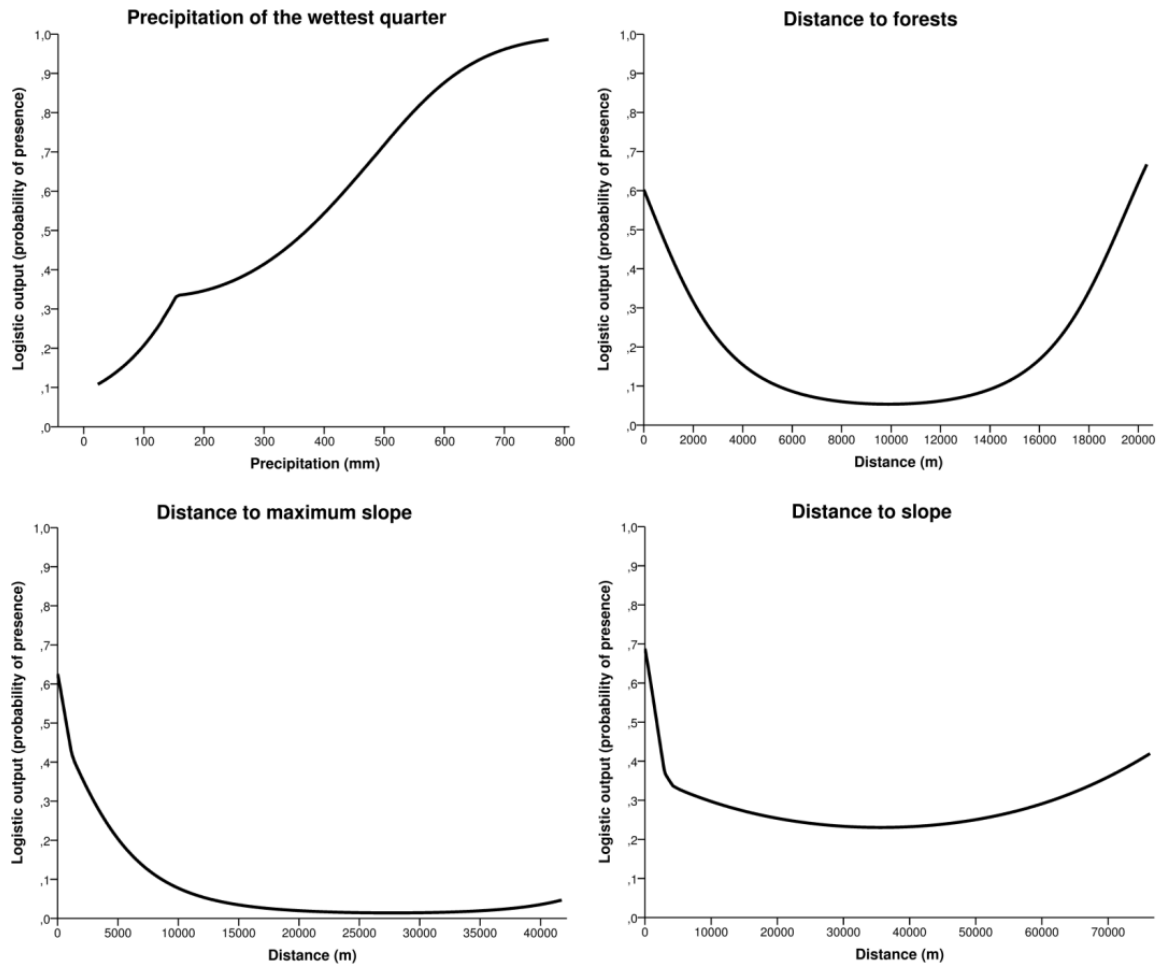 Precipitation of the wettest quarter
Logistic output (probability of presence)
1,0
,9
,8
,7
,6
,5
,4
,3
,2
,1
,0
0 100 200 300 400 500 600 700 800
Precipitation (mm)
Distance to forests
Logistic output (probability of presence)
1,0
,9
,8
,7
,6
,5
,4
,3
,2
,1
,0
0 2000 4000 6000 8000 10000 12000 14000 16000 18000 20000
Distance (m)
Distance to maximum slope
Logistic output (probability of presence)
1,0
,9
,8
,7
,6
,5
,4
,3
,2
,1
,0
0 5000 10000 15000 20000 25000 30000 35000 40000
Distance (m)
Distance to slope
Logistic output (probability of presence)
1,0
,9
,8
,7
,6
,5
,4
,3
,2
,1
,0
0 10000 20000 30000 40000 50000 60000 70000
Distance (m)